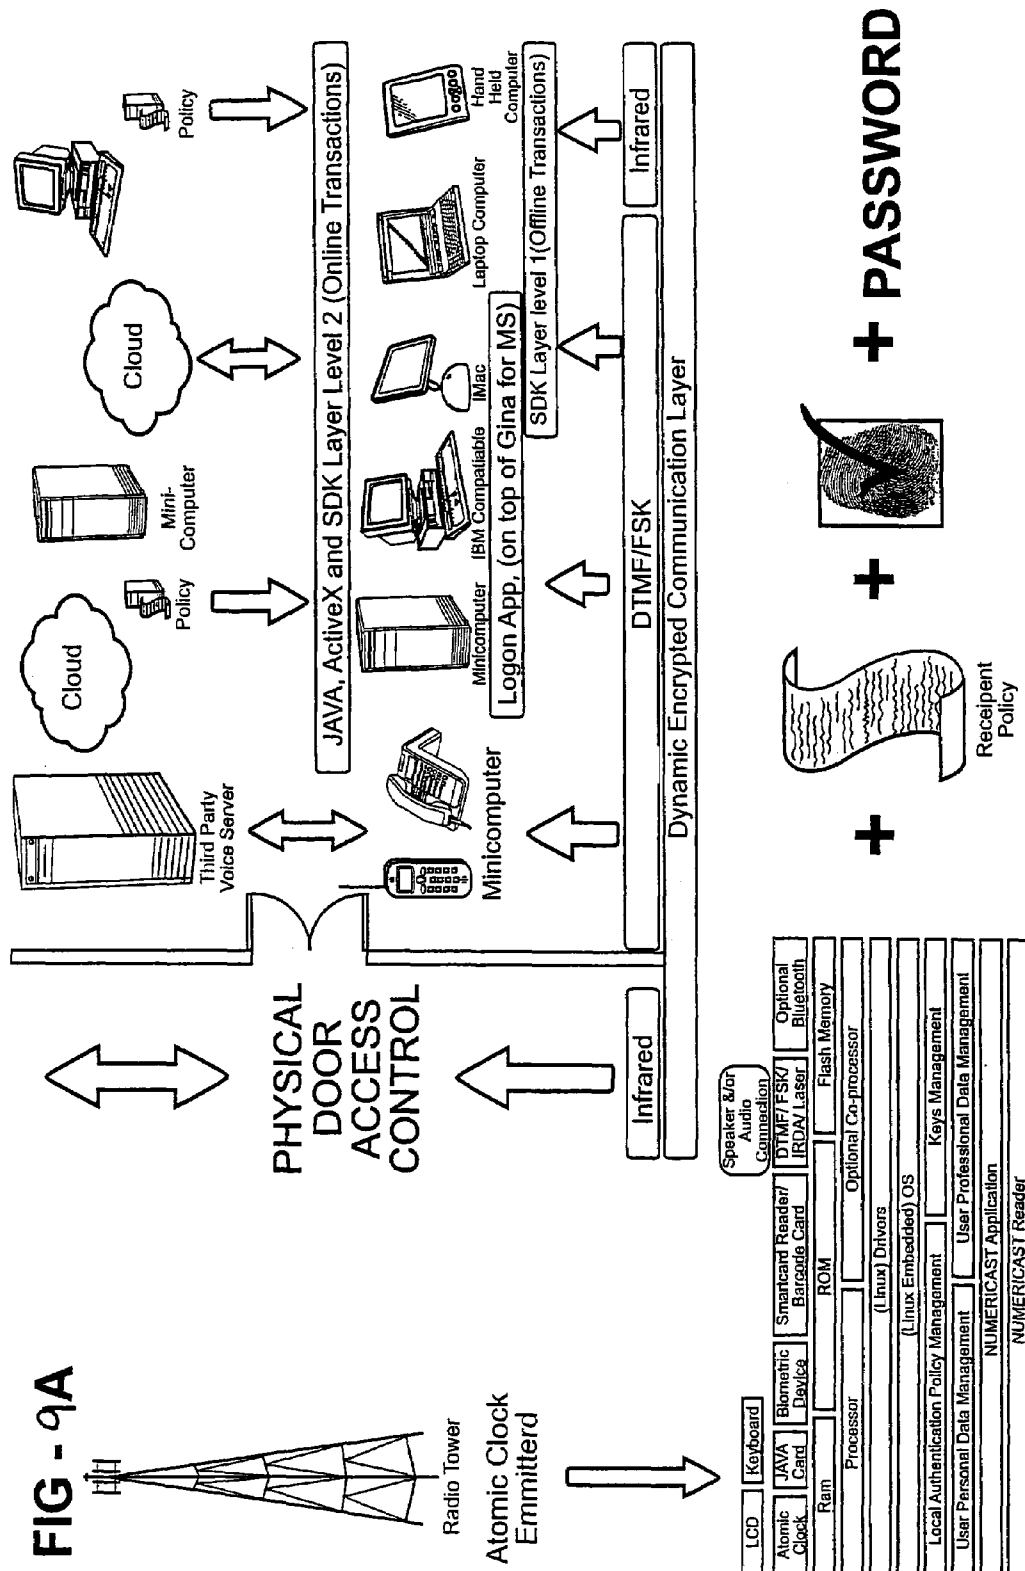 FIG - 9A
Radio Tower
Atomic Clock
Emmitterd
PHYSICAL
DOOR
ACCESS
CONTROL
Infrared
Third Party
Voice Server
Minicomputer
Cloud
Policy
Mini-
Computer
Cloud
Policy
JAVA, ActiveX and SDK Layer Level 2 (Online Transactions)
Minicomputer
IBM Compatiable
IMac
Laptop Computer
Hand
Held
Computer
Logon App, (on top of Gina for MS)
SDK Layer level 1(Offline Transactions)
DTMF/FSK
Infrared
Dynamic Encrypted Communication Layer
LCD
Keyboard
Speaker &/or
Audio
Connection
Atomic
Clock
JAVA
Card
Biometric
Device
Smartcard Reader/
Barcode Card
DTMF/ FSK/
IRDA/ Laser
Optional
Bluetooth
Ram
ROM
Flash Memory
Processor
Optional Co-processor
(Linux) Drivors
(Linux Embedded) OS
Local Authentication Policy Management
Keys Management
User Personal Data Management
User Professional Data Management
NUMERICAST Application
NUMERICAST Reader
+
Receipent
Policy
+
+ PASSWORD